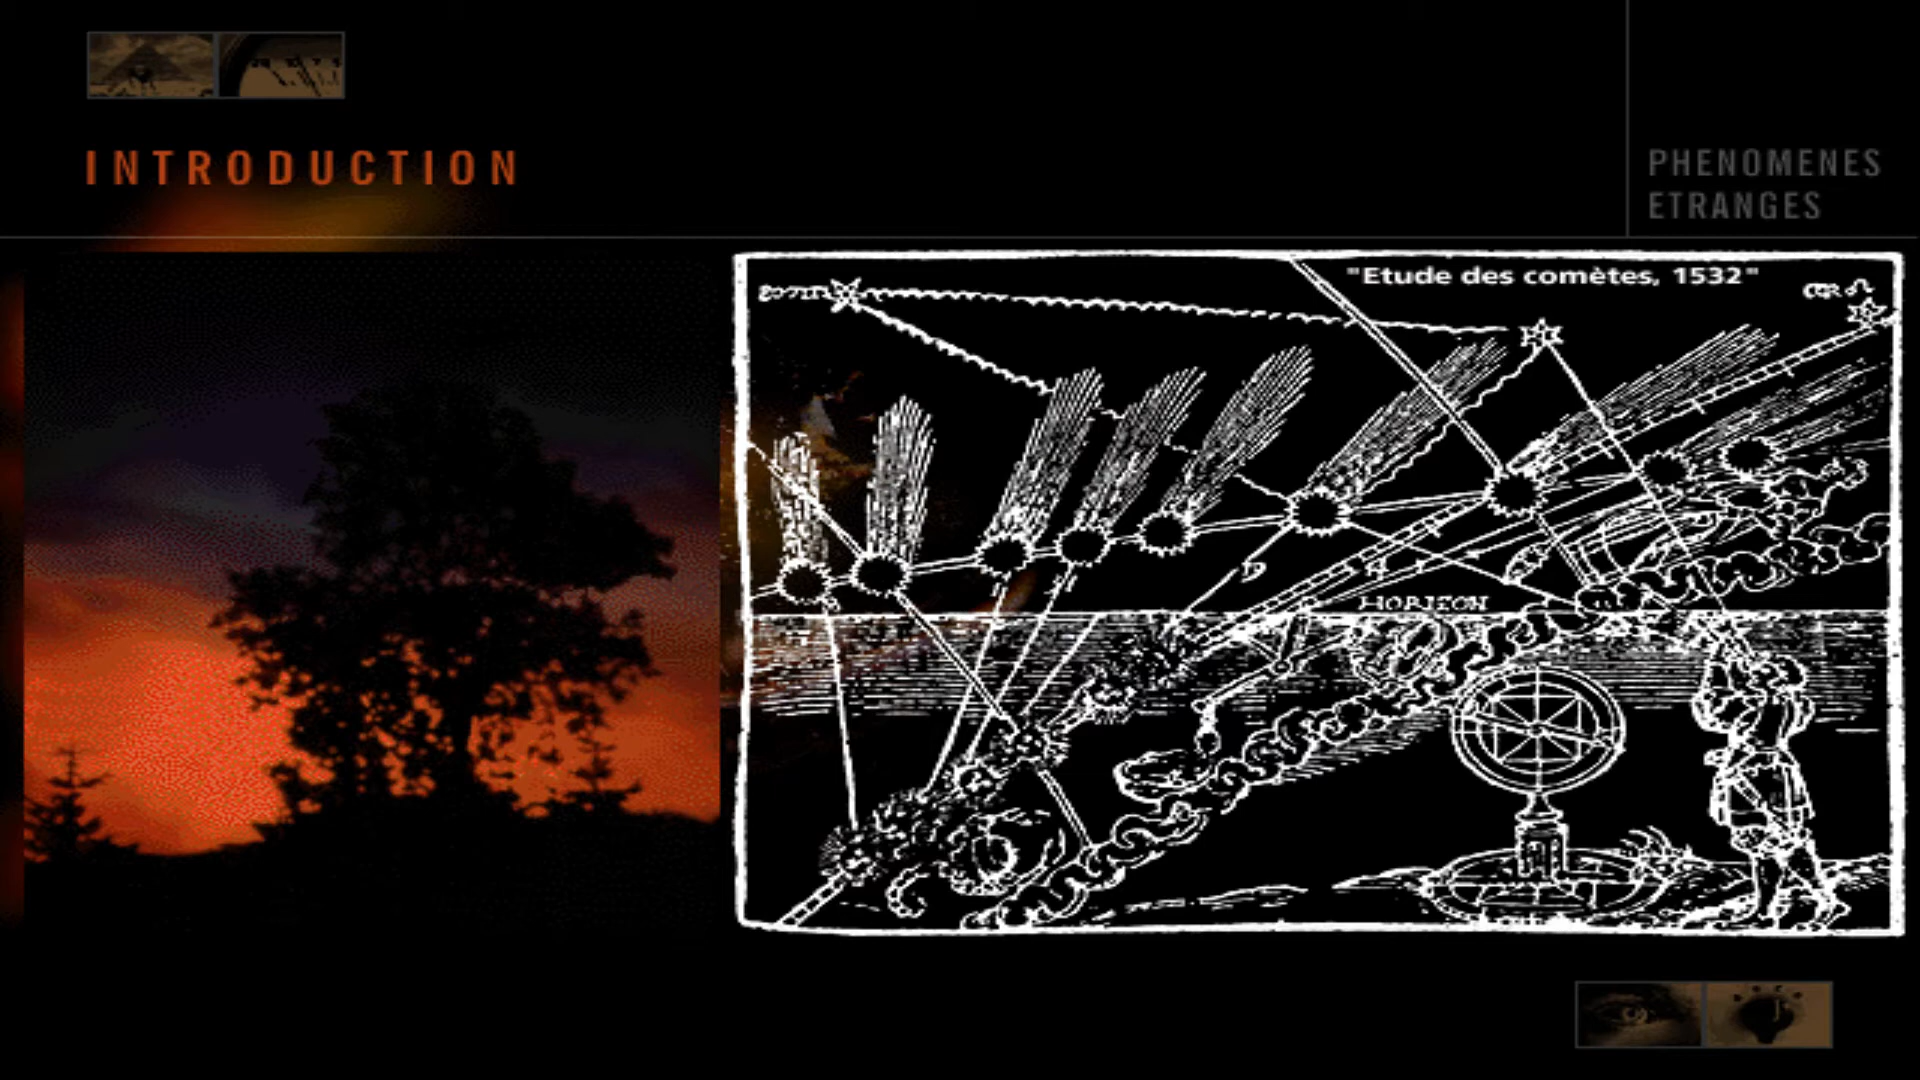 INTRODUCTION
PHENOMENES
ETRANGES
"Etude des comètes, 1532"
HORIZON